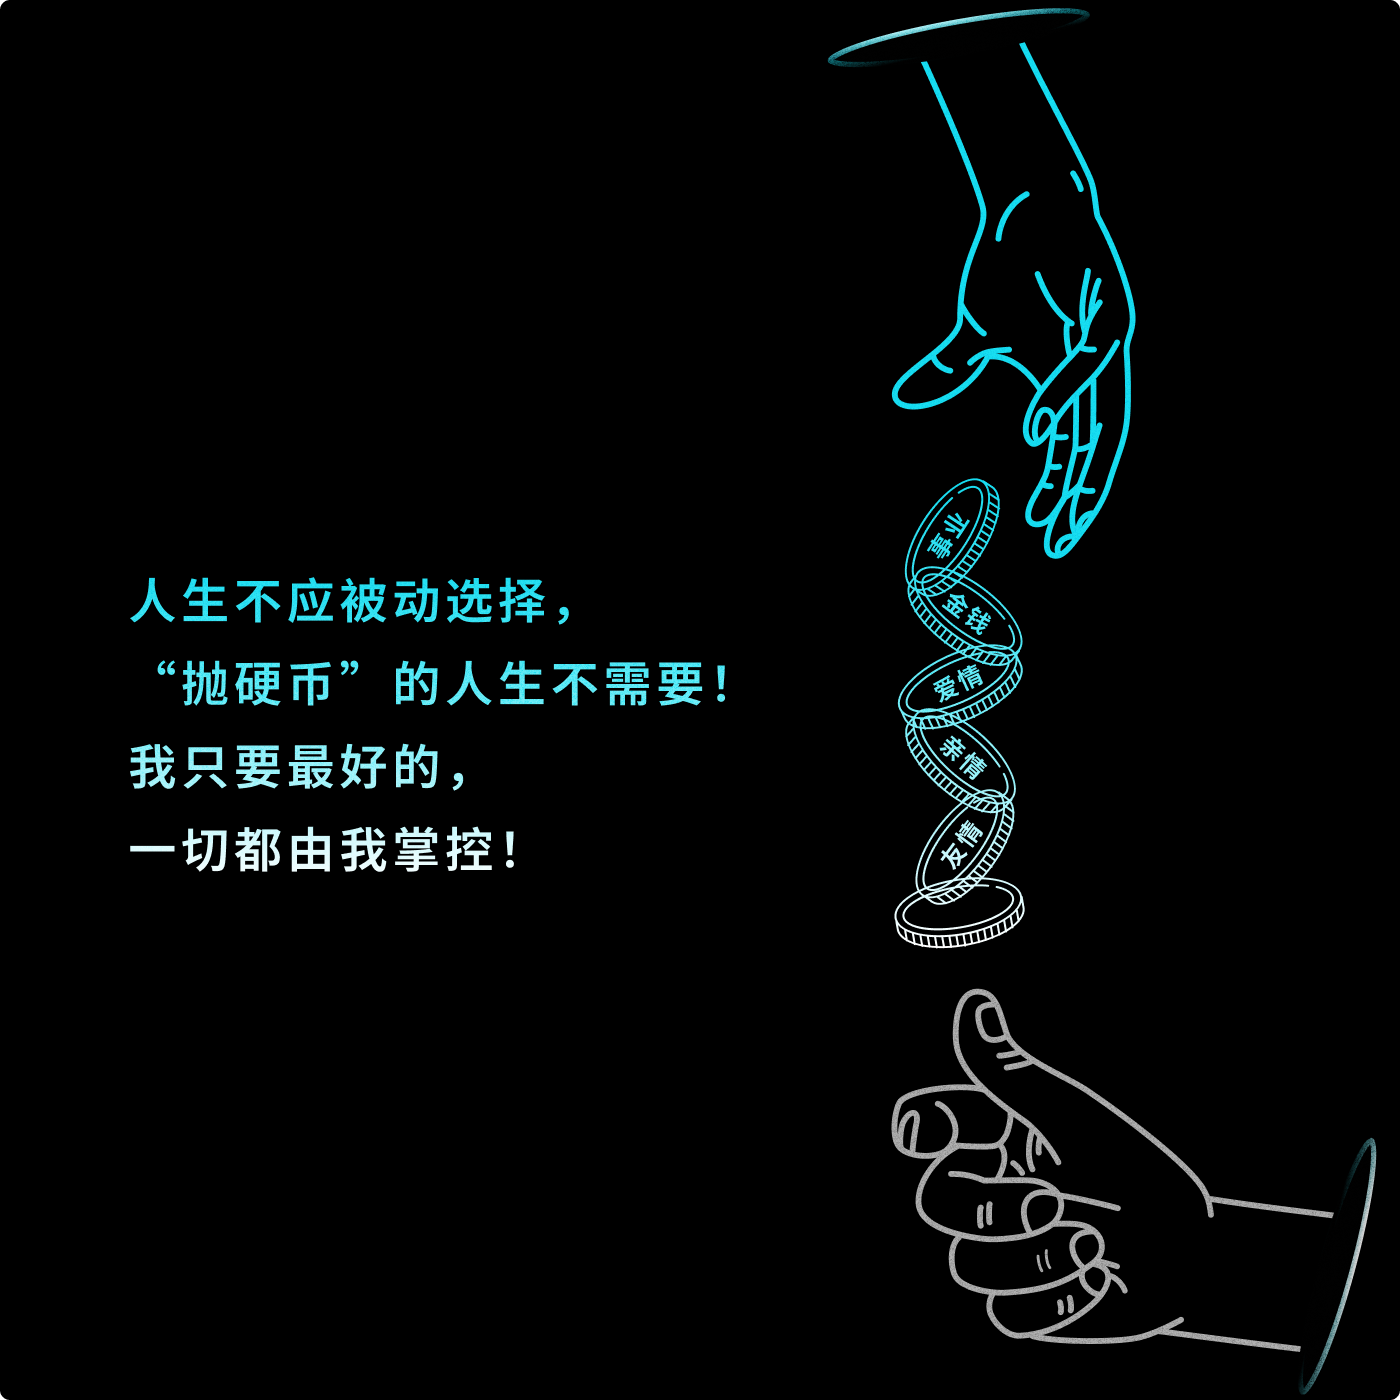 人生不应被动选择，
“抛硬币”的人生不需要！
我只要最好的，
一切都由我掌控！
事业
金钱
爱情
亲情
友情